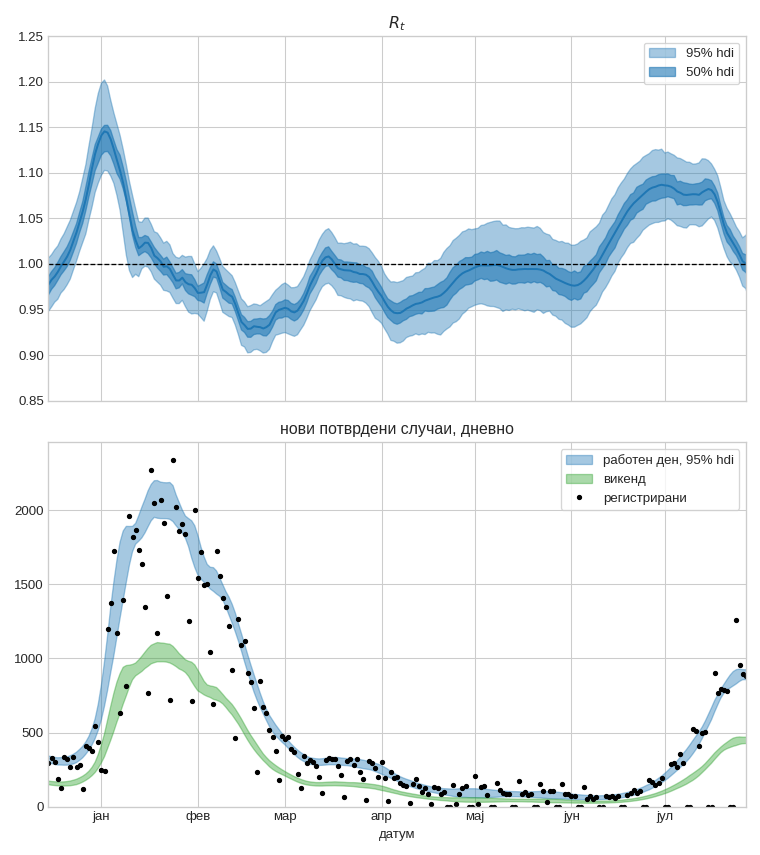 R_t
1.25
1.20
1.15
1.10
1.05
1.00
0.95
0.90
0.85
95% hdi
50% hdi
нови потврдени случаи, дневно
2000
1500
1000
500
0
работен ден, 95% hdi
викенд
регистрирани
јан фев мар апр мај јун јул
датум